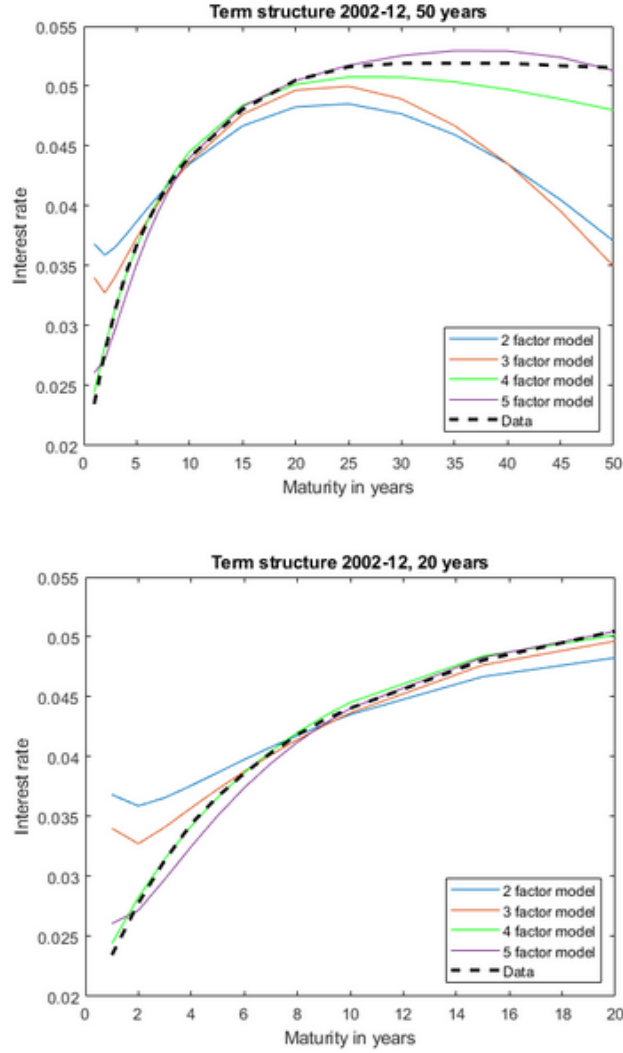 Term structure 2002-12, 50 years
0.055
0.05
0.045
0.04
0.035
0.03
0.025
0.02
Interest rate
0 5 10 15 20 25 30 35 40 45 50
Maturity in years
2 factor model
3 factor model
4 factor model
5 factor model
Data
Term structure 2002-12, 20 years
0.055
0.05
0.045
0.04
0.035
0.03
0.025
0.02
Interest rate
0 2 4 6 8 10 12 14 16 18 20
Maturity in years
2 factor model
3 factor model
4 factor model
5 factor model
Data